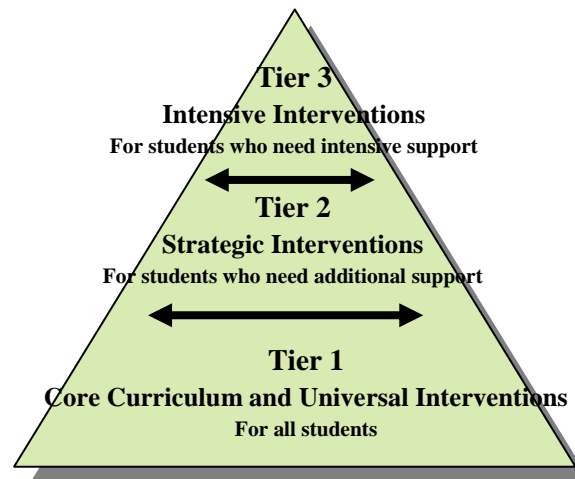 Tier 3
Intensive Interventions
For students who need intensive support
Tier 2
Strategic Interventions
For students who need additional support
Tier 1
Core Curriculum and Universal Interventions
For all students